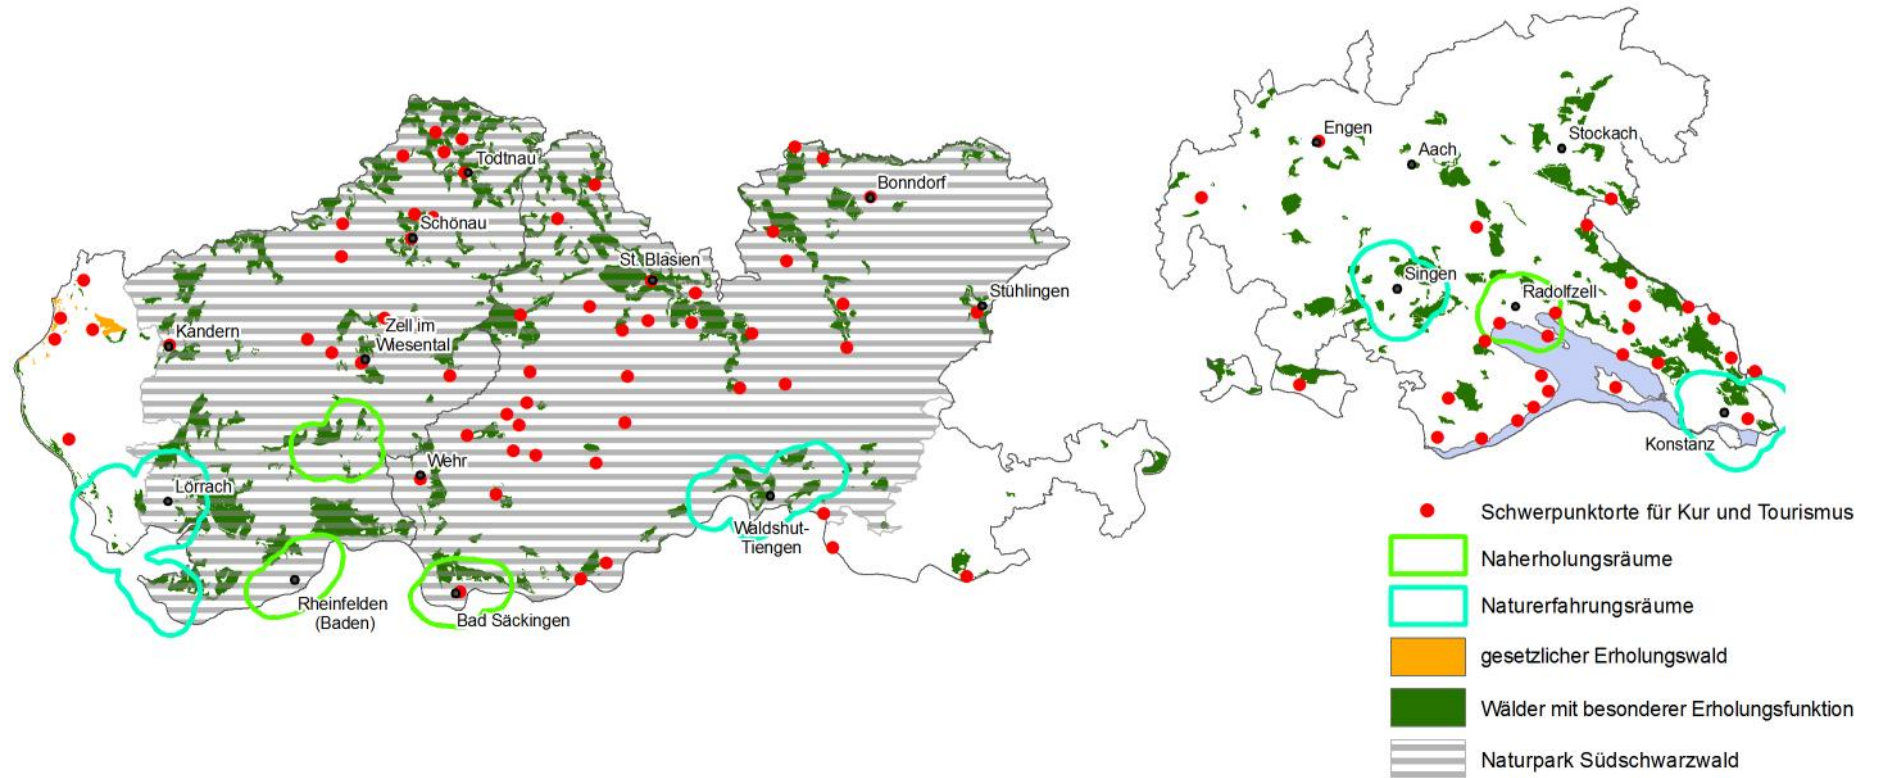 Engen
Stockach
Aach
Todtnau
Bonndorf
Schönau
St. Blasien
Singen
Stühlingen
Radolfzell
Kandern
Zell im
Wiesental
Konstanz
Wehr
Lörrach
Waldshut-
Tiengen
Rheinfelden
(Baden)
Bad Säckingen
Schwerpunktorte für Kur und Tourismus
Naherholungsräume
Naturerfahrungsräume
gesetzlicher Erholungswald
Wälder mit besonderer Erholungsfunktion
Naturpark Südschwarzwald